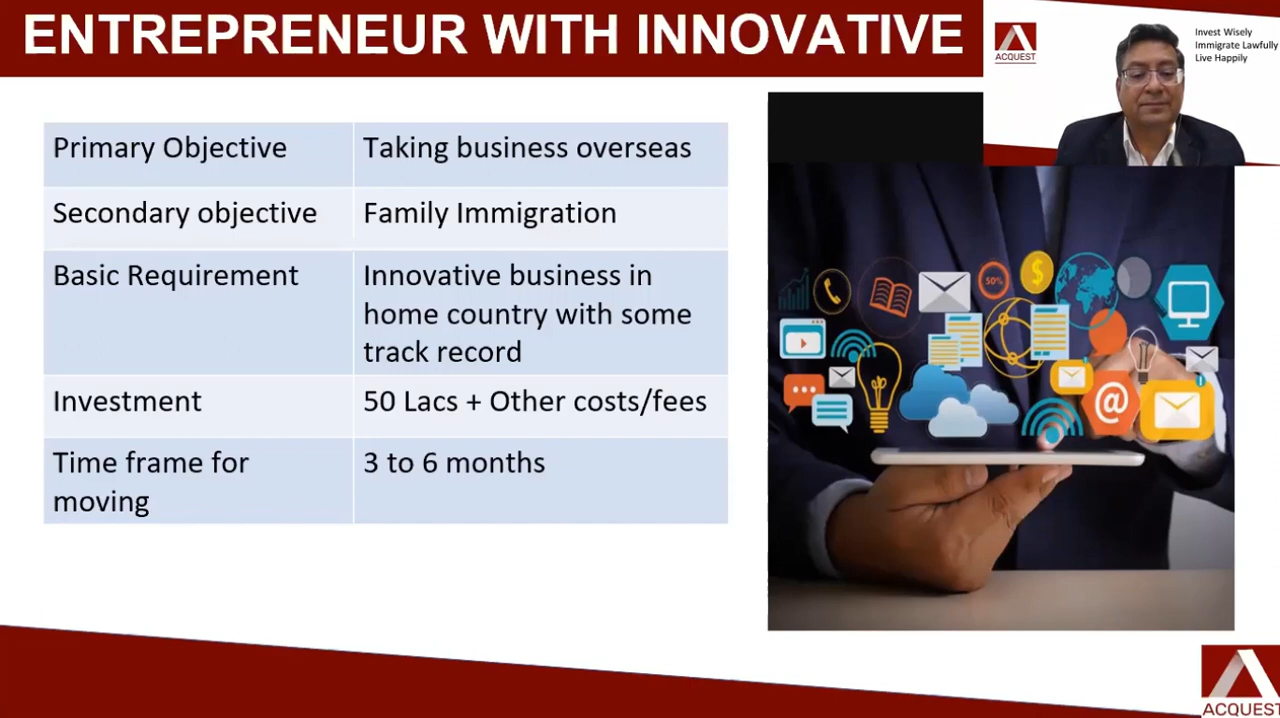 ENTREPRENEUR WITH INNOVATIVE
ACQUEST
Invest Wisely
Immigrate Lawfully
Live Happily
Primary Objective
Taking business overseas
Secondary objective
Family Immigration
Basic Requirement
Innovative business in
home country with some
track record
Investment
50 Lacs + Other costs/fees
Time frame for
moving
3 to 6 months
50%
$
@
ACQUEST